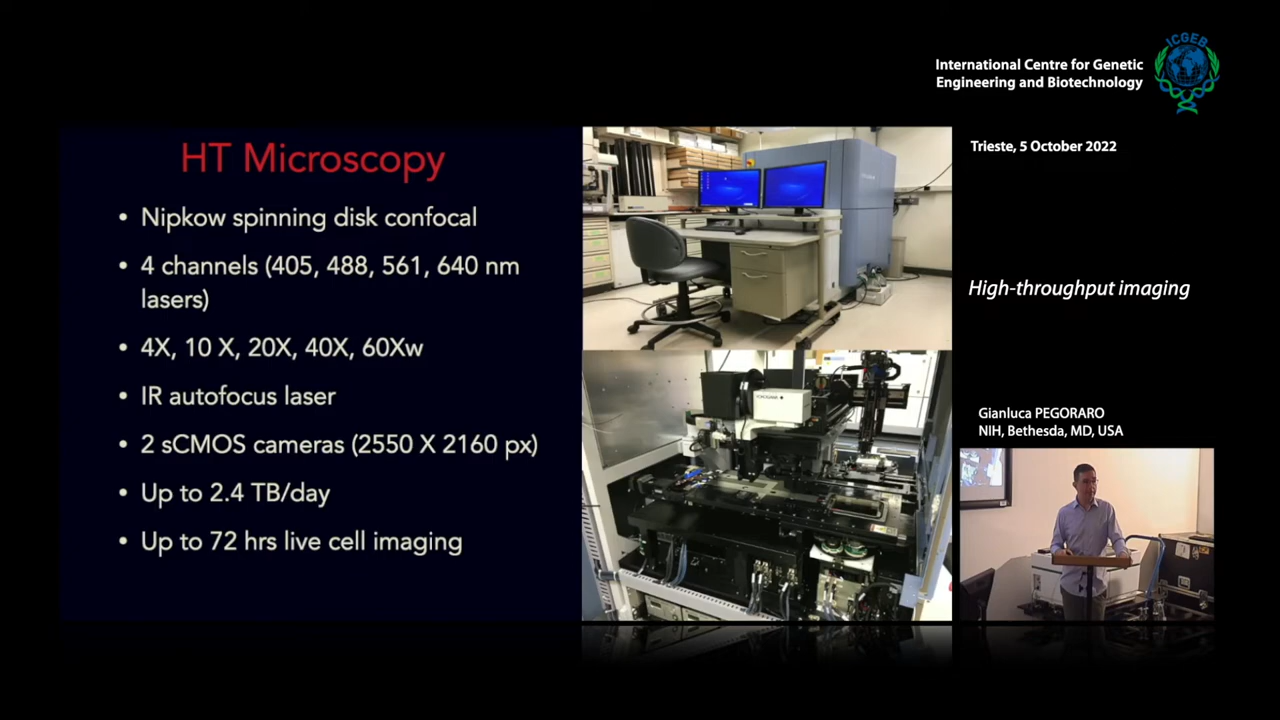 International Centre for Genetic
Engineering and Biotechnology
ICGEB
Trieste, 5 October 2022
HT Microscopy
• Nipkow spinning disk confocal
• 4 channels (405, 488, 561, 640 nm
lasers)
• 4X, 10 X, 20X, 40X, 60Xw
• IR autofocus laser
• 2 sCMOS cameras (2550 X 2160 px)
• Up to 2.4 TB/day
• Up to 72 hrs live cell imaging
High-throughput imaging
Gianluca PEGORARO
NIH, Bethesda, MD, USA